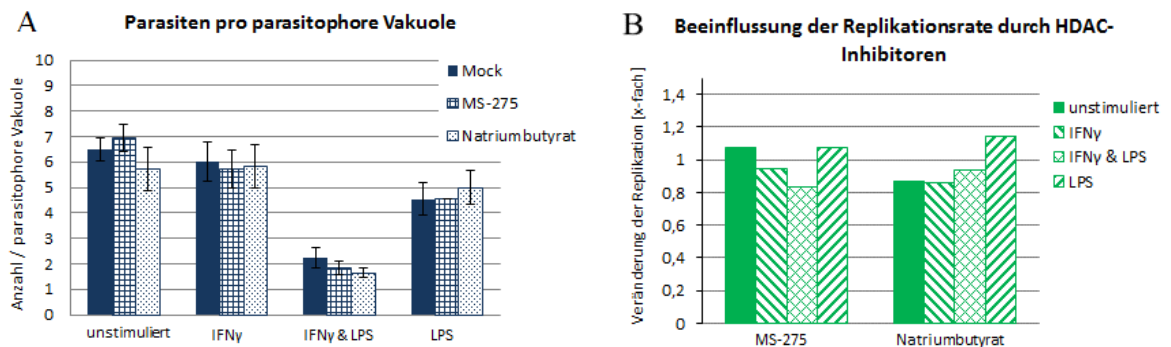 A
Parasiten pro parasitophore Vakuole
Anzahl / parasitophore Vakuole
10
9
8
7
6
5
4
3
2
1
0
Mock
MS-275
Natriumbutyrat
unstimuliert
IFNγ
IFNγ & LPS
LPS
B
Beeinflussung der Replikationsrate durch HDAC-
Inhibitoren
Veränderung der Replikation [x-fach]
1,4
1,2
1
0,8
0,6
0,4
0,2
0
unstimuliert
IFNγ
IFNγ & LPS
LPS
MS-275
Natriumbutyrat